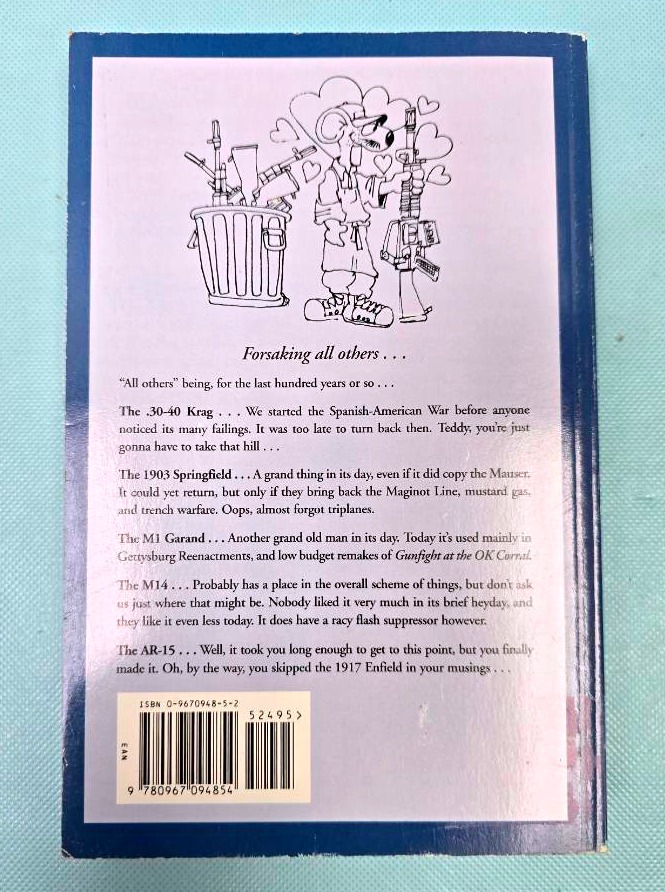 Forsaking all others . . .
“All others” being, for the last hundred years or so . . .
The .30-40 Krag . . . We started the Spanish-American War before anyone
noticed its many failings. It was too late to turn back then. Teddy, you’re just
gonna have to take that hill . . .
The 1903 Springfield . . . A grand thing in its day, even if it did copy the Mauser.
It could yet return, but only if they bring back the Maginot Line, mustard gas,
and trench warfare. Oops, almost forgot triplanes.
The M1 Garand . . . Another grand old man in its day. Today it’s used mainly in
Gettysburg Reenactments, and low budget remakes of Gunfight at the OK Corral.
The M14 . . . Probably has a place in the overall scheme of things, but don’t ask
us just where that might be. Nobody liked it very much in its brief heyday, and
they like it even less today. It does have a racy flash suppressor however.
The AR-15 . . . Well, it took you long enough to get to this point, but you finally
made it. Oh, by the way, you skipped the 1917 Enfield in your musings . . .
ISBN 0-9670948-5-2
52495>
EAN
9 780967 094854